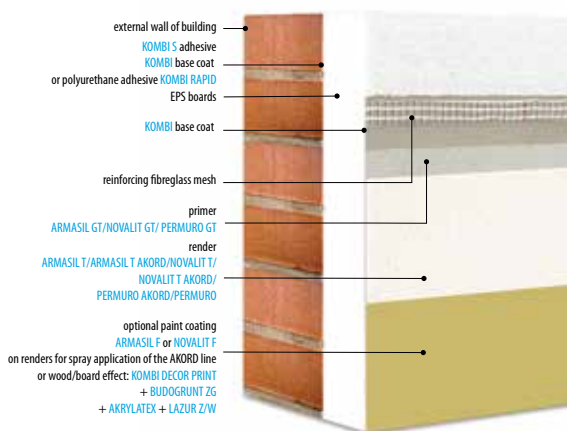 external wall of building
KOMBI S adhesive
KOMBI base coat
or polyurethane adhesive KOMBI RAPID
EPS boards
KOMBI base coat
reinforcing fibreglass mesh
primer
ARMASIL GT/NOVALIT GT/ PERMURO GT
render
ARMASIL T/ARMASIL T AKORD/NOVALIT T/
NOVALIT T AKORD/
PERMURO AKORD/PERMURO
optional paint coating
ARMASIL F or NOVALIT F
on renders for spray application of the AKORD line
or wood/board effect: KOMBI DECOR PRINT
+ BUDOGRUNT ZG
+ AKRYLATEX + LAZUR Z/W